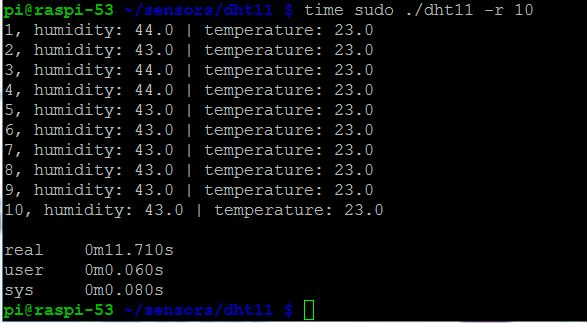 pi@raspi-53 ~/sensors/dht11 $ time sudo ./dht11 -r 10
1, humidity: 44.0 | temperature: 23.0
2, humidity: 43.0 | temperature: 23.0
3, humidity: 44.0 | temperature: 23.0
4, humidity: 44.0 | temperature: 23.0
5, humidity: 43.0 | temperature: 23.0
6, humidity: 43.0 | temperature: 23.0
7, humidity: 43.0 | temperature: 23.0
8, humidity: 43.0 | temperature: 23.0
9, humidity: 43.0 | temperature: 23.0
10, humidity: 43.0 | temperature: 23.0
real 0m11.710s
user 0m0.060s
sys 0m0.080s
pi@raspi-53 ~/sensors/dht11 $